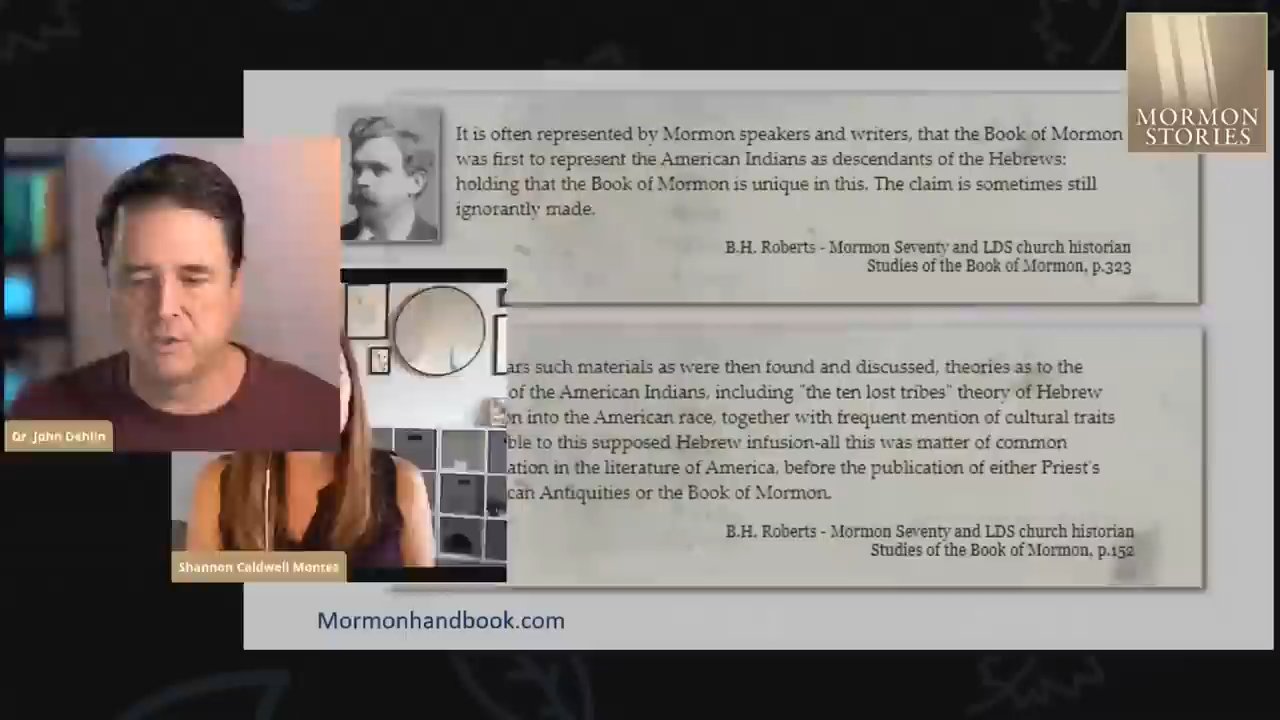 MORMON
STORIES
It is often represented by Mormon speakers and writers, that the Book of Mormon
was first to represent the American Indians as descendants of the Hebrews:
holding that the Book of Mormon is unique in this. The claim is sometimes still
ignorantly made.
B.H. Roberts - Mormon Seventy and LDS church historian
Studies of the Book of Mormon, p.323
ars such materials as were then found and discussed, theories as to the
of the American Indians, including "the ten lost tribes" theory of Hebrew
n into the American race, together with frequent mention of cultural traits
ble to this supposed Hebrew infusion-all this was matter of common
ation in the literature of America, before the publication of either Priest's
can Antiquities or the Book of Mormon.
B.H. Roberts - Mormon Seventy and LDS church historian
Studies of the Book of Mormon, p.152
Dr. John Dehlin
Shannon Caldwell Montez
Mormonhandbook.com